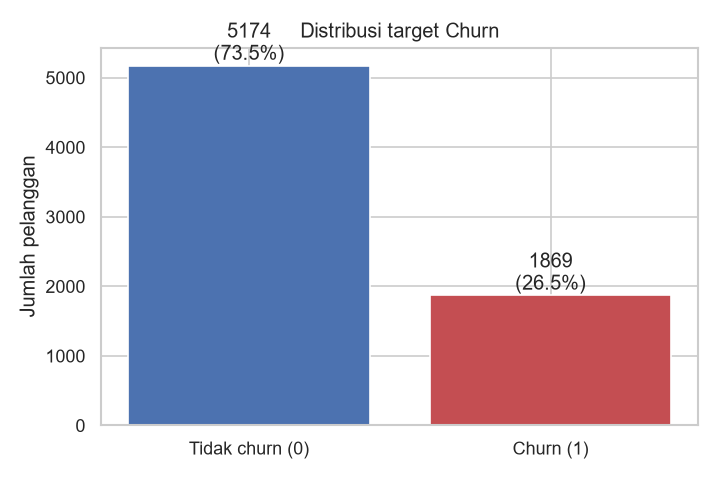 Distribusi target Churn
5174
(73.5%)
1869
(26.5%)
Jumlah pelanggan
5000
4000
3000
2000
1000
0
Tidak churn (0)
Churn (1)